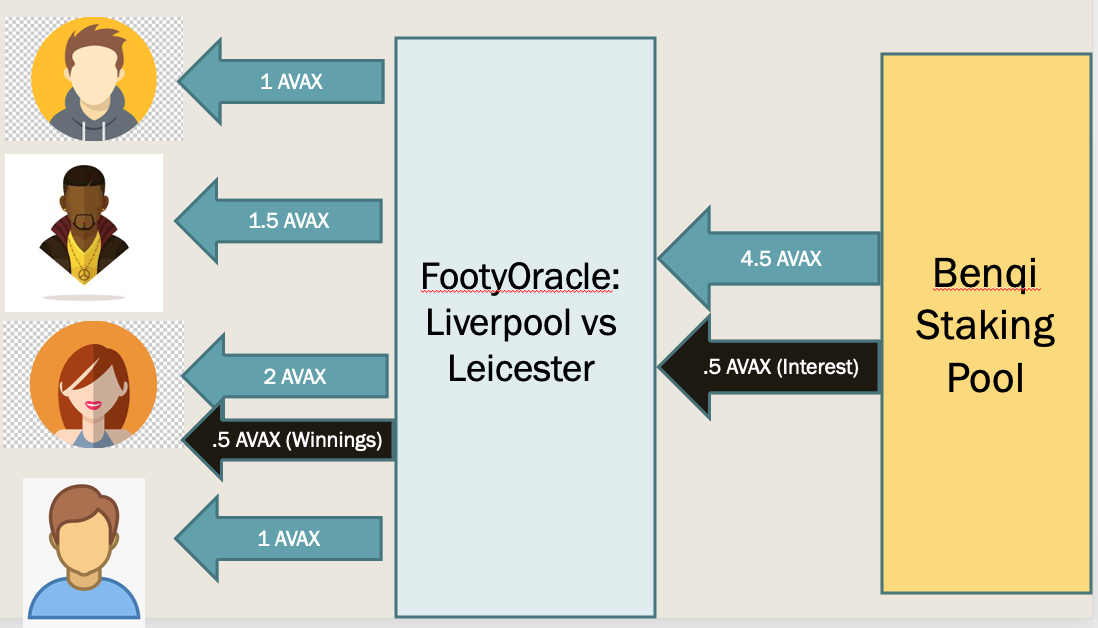 1 AVAX
1.5 AVAX
2 AVAX
.5 AVAX (Winnings)
1 AVAX
FootyOracle:
Liverpool vs
Leicester
4.5 AVAX
.5 AVAX (Interest)
Benqi
Staking
Pool